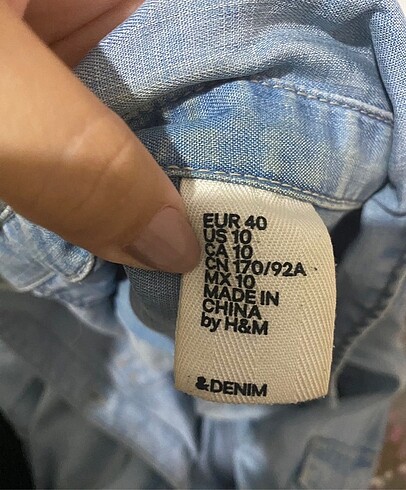 EUR 40
US 10
CA 10
CN 170/92A
MX 10
MADE IN
CHINA
by H&M
&DENIM